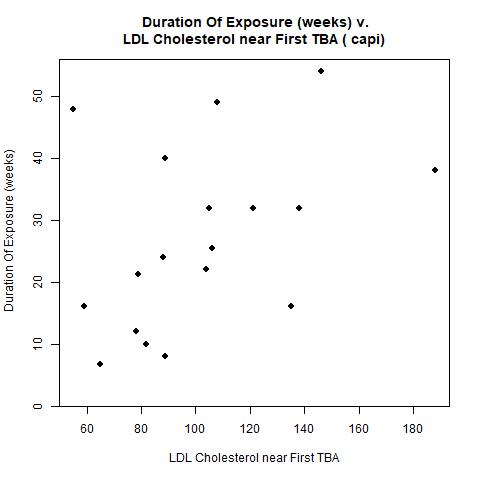 Duration Of Exposure (weeks) v.
LDL Cholesterol near First TBA ( capi)
Duration Of Exposure (weeks)
50
40
30
20
10
0
60 80 100 120 140 160 180
LDL Cholesterol near First TBA